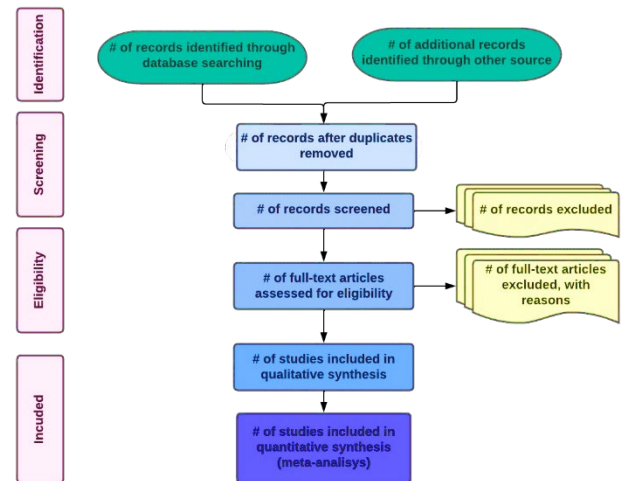 Identification
# of records identified through
database searching
# of additional records
identified through other source
Screening
# of records after duplicates
removed
# of records screened
# of records excluded
Eligibility
# of full-text articles
assessed for eligibility
# of full-text articles
excluded, with
reasons
Incuded
# of studies included in
qualitative synthesis
# of studies included in
quantitative synthesis
(meta-analisys)